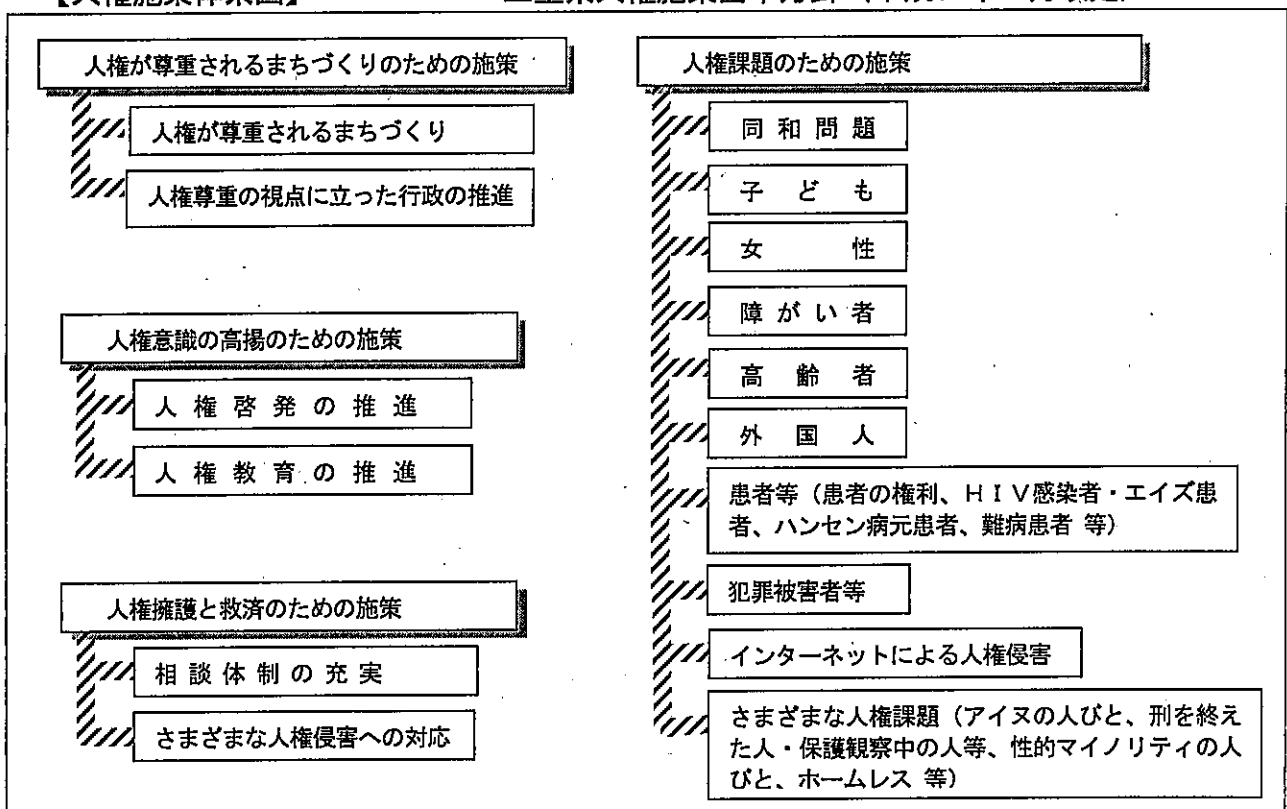 【人権施策体系図】
人権が尊重されるまちづくりのための施策
人権が尊重されるまちづくり
人権尊重の視点に立った行政の推進
人権意識の高揚のための施策
人権啓発の推進
人権教育の推進
人権擁護と救済のための施策
相談体制の充実
さまざまな人権侵害への対応
人権課題のための施策
同和問題
子ども
女性
障がい者
高齢者
外国人
患者等（患者の権利、ＨＩＶ感染者・エイズ患
者、ハンセン病元患者、難病患者 等）
犯罪被害者等
インターネットによる人権侵害
さまざまな人権課題（アイヌの人びと、刑を終え
た人・保護観察中の人等、性的マイノリティの人
びと、ホームレス 等）